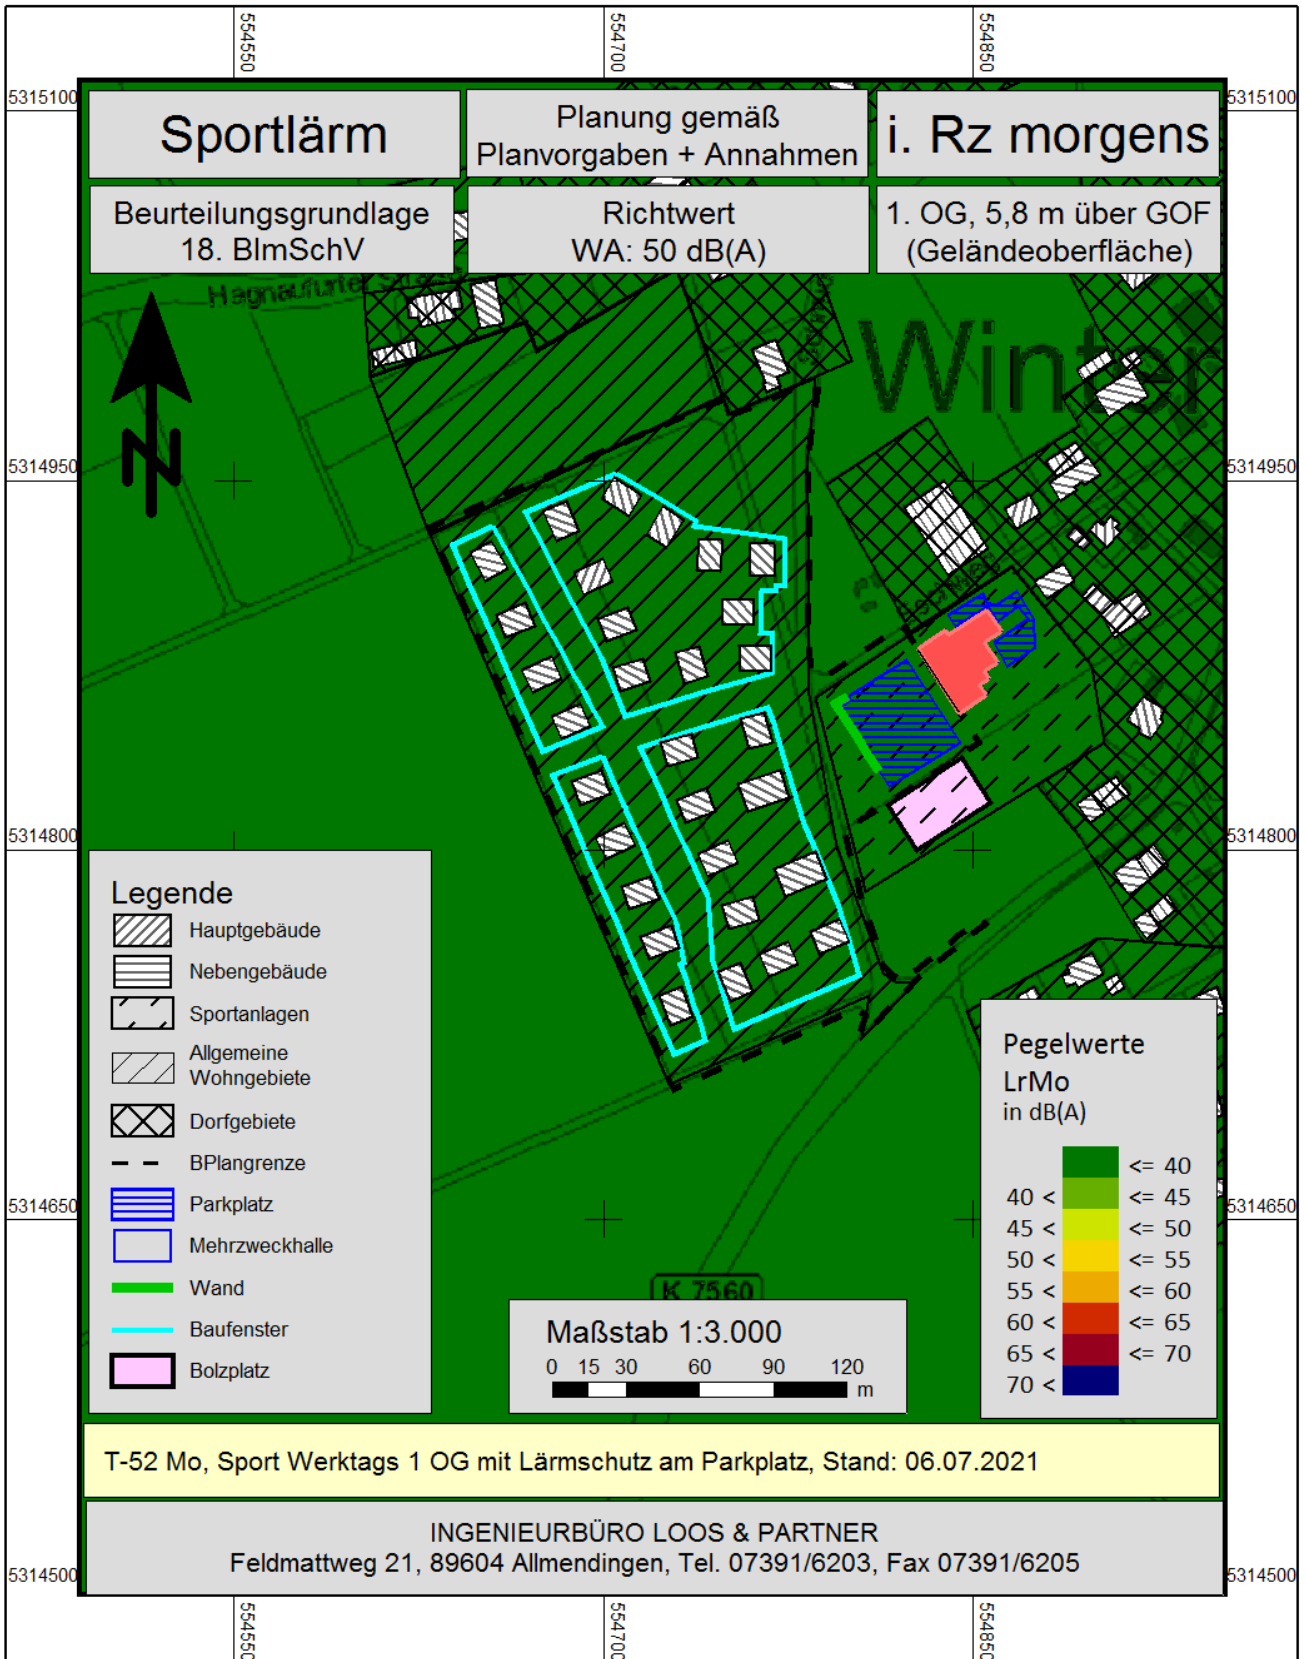 554550
554700
554850
5315100
5315100
Sportlärm
Planung gemäß
Planvorgaben + Annahmen
i. Rz morgens
Beurteilungsgrundlage
18. BImSchV
Richtwert
WA: 50 dB(A)
1. OG, 5,8 m über GOF
(Geländeoberfläche)
Hagnaufurter
Winter
N
5314950
5314950
5314800
5314800
Legende
Hauptgebäude
Nebengebäude
Sportanlagen
Allgemeine
Wohngebiete
Dorfgebiete
BPlangrenze
Parkplatz
Mehrzweckhalle
Wand
Baufenster
Bolzplatz
Pegelwerte
LrMo
in dB(A)
<= 40
40 < <= 45
45 < <= 50
50 < <= 55
55 < <= 60
60 < <= 65
65 < <= 70
70 <
5314650
5314650
K 7560
Maßstab 1:3.000
0 15 30 60 90 120
m
T-52 Mo, Sport Werktags 1 OG mit Lärmschutz am Parkplatz, Stand: 06.07.2021
INGENIEURBÜRO LOOS & PARTNER
Feldmattweg 21, 89604 Allmendingen, Tel. 07391/6203, Fax 07391/6205
5314500
5314500
554550
554700
554850